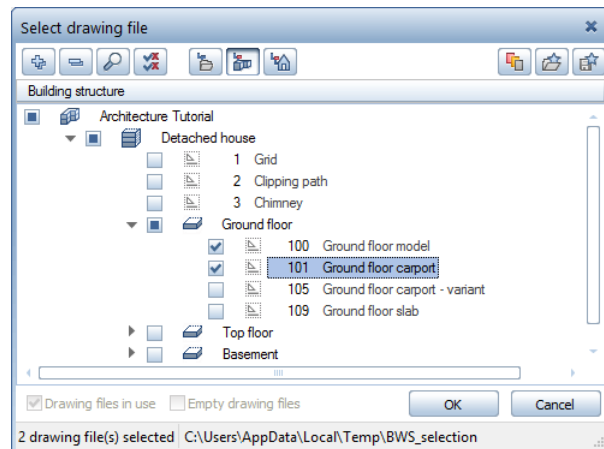 Select drawing file
Building structure
Architecture Tutorial
Detached house
1 Grid
2 Clipping path
3 Chimney
Ground floor
100 Ground floor model
101 Ground floor carport
105 Ground floor carport - variant
109 Ground floor slab
Top floor
Basement
Drawing files in use Empty drawing files OK Cancel
2 drawing file(s) selected C:\Users\AppData\Local\Temp\BWS_selection